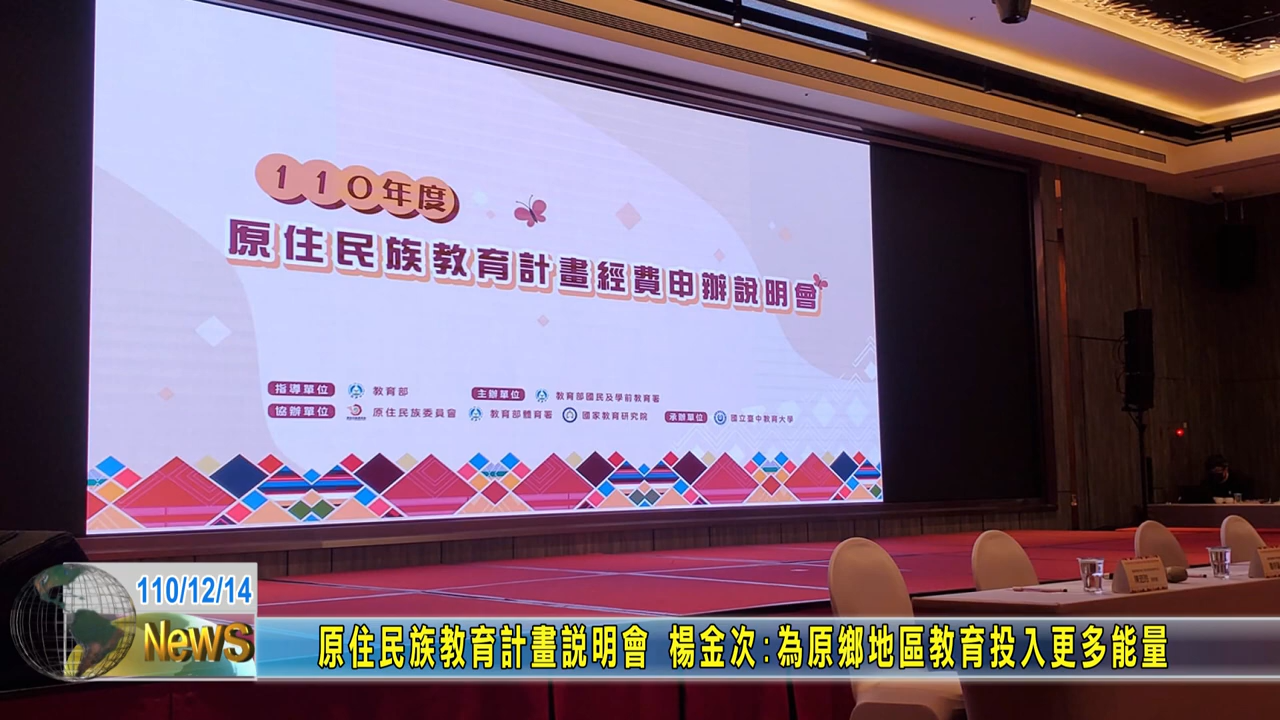 110年度
原住民族教育計畫經費申辦說明會
指導單位 教育部 主辦單位 教育部國民及學前教育署
協辦單位 原住民族委員會 教育部體育署 國家教育研究院 承辦單位 國立臺中教育大學
110/12/14
News
原住民族教育計畫説明會 楊金次:為原鄉地區教育投入更多能量